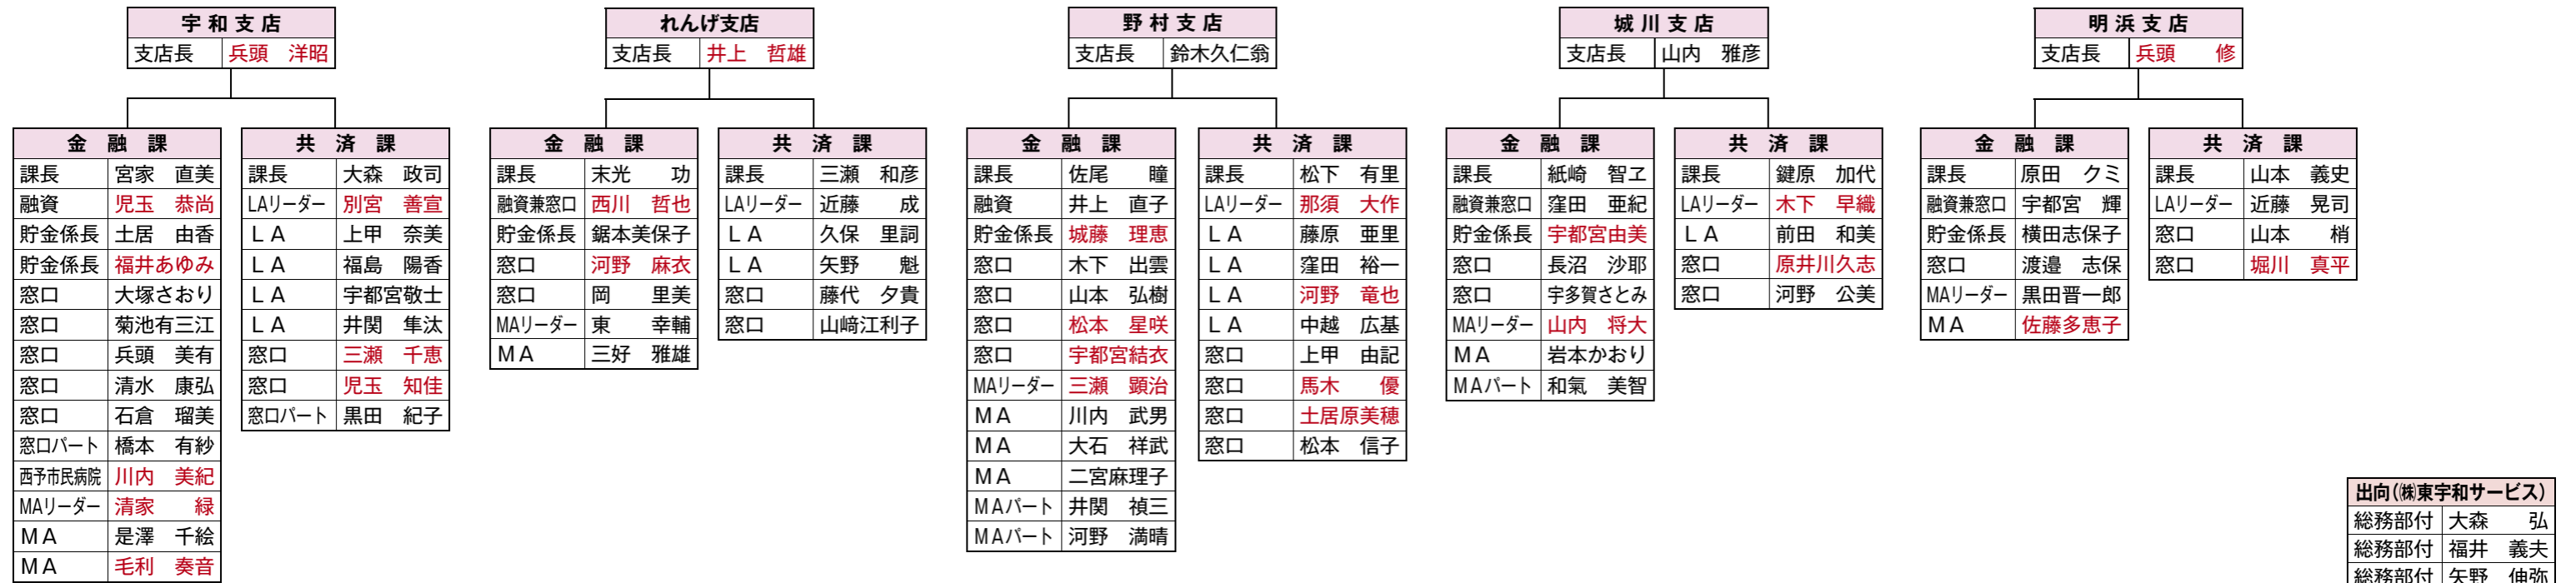 宇和支店
支店長 兵頭　洋昭
金　融　課
課長 宮家　直美
融資 児玉　恭尚
貯金係長 土居　由香
貯金係長 福井あゆみ
窓口 大塚さおり
窓口 菊池有三江
窓口 兵頭　美有
窓口 清水　康弘
窓口 石倉　瑠美
窓口パート 橋本　有紗
西予市民病院 川内　美紀
MAリーダー 清家　　緑
ＭＡ 是澤　千絵
ＭＡ 毛利　奏音
共　済　課
課長 大森　政司
LAリーダー 別宮　善宣
ＬＡ 上甲　奈美
ＬＡ 福島　陽香
ＬＡ 宇都宮敬士
ＬＡ 井関　隼汰
窓口 三瀬　千恵
窓口 児玉　知佳
窓口パート 黒田　紀子
れんげ支店
支店長 井上　哲雄
金　融　課
課長 末光　　功
融資兼窓口 西川　哲也
貯金係長 鋸本美保子
窓口 河野　麻衣
窓口 岡　　里美
MAリーダー 東　　幸輔
ＭＡ 三好　雅雄
共　済　課
課長 三瀬　和彦
LAリーダー 近藤　　成
ＬＡ 久保　里詞
ＬＡ 矢野　　魁
窓口 藤代　夕貴
窓口 山﨑江利子
野村支店
支店長 鈴木久仁翁
金　融　課
課長 佐尾　　瞳
融資 井上　直子
貯金係長 城藤　理恵
窓口 木下　出雲
窓口 山本　弘樹
窓口 松本　星咲
窓口 宇都宮結衣
MAリーダー 三瀬　顕治
ＭＡ 川内　武男
ＭＡ 大石　祥武
ＭＡ 二宮麻理子
ＭＡパート 井関　禎三
ＭＡパート 河野　満晴
共　済　課
課長 松下　有里
LAリーダー 那須　大作
ＬＡ 藤原　亜里
ＬＡ 窪田　裕一
ＬＡ 河野　竜也
ＬＡ 中越　広基
窓口 上甲　由記
窓口 馬木　　優
窓口 土居原美穂
窓口 松本　信子
城川支店
支店長 山内　雅彦
金　融　課
課長 紙崎　智ヱ
融資兼窓口 窪田　亜紀
貯金係長 宇都宮由美
窓口 長沼　沙耶
窓口 宇多賀さとみ
MAリーダー 山内　将大
ＭＡ 岩本かおり
ＭＡパート 和氣　美智
共　済　課
課長 鍵原　加代
LAリーダー 木下　早織
ＬＡ 前田　和美
窓口 原井川久志
窓口 河野　公美
明浜支店
支店長 兵頭　　修
金　融　課
課長 原田　クミ
融資兼窓口 宇都宮　輝
貯金係長 横田志保子
窓口 渡邉　志保
MAリーダー 黒田晋一郎
ＭＡ 佐藤多恵子
共　済　課
課長 山本　義史
LAリーダー 近藤　晃司
窓口 山本　　梢
窓口 堀川　真平
出向(㈱東宇和サービス)
総務部付 大森　　弘
総務部付 福井　義夫
総務部付 矢野　伸弥